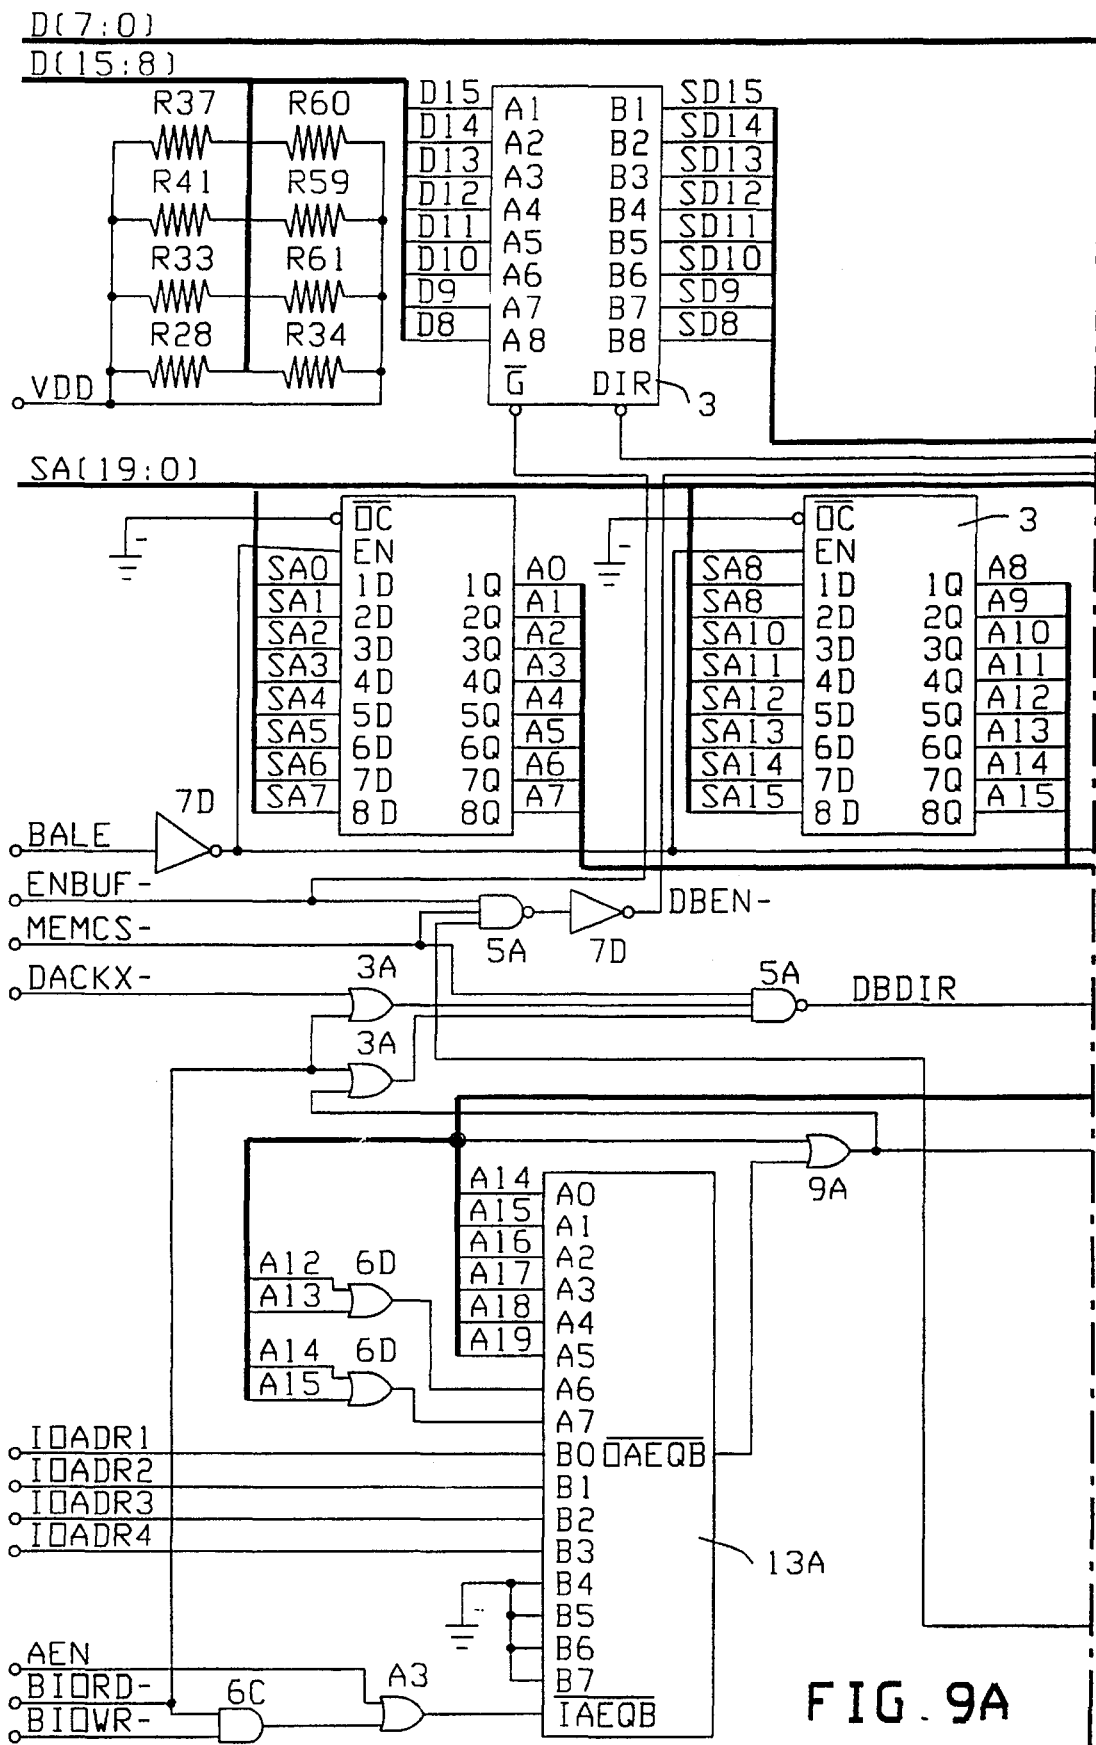 D(7:0)
D(15:8)
R37 R60
R41 R59
R33 R61
R28 R34
VDD
D15 A1 B1 SD15
D14 A2 B2 SD14
D13 A3 B3 SD13
D12 A4 B4 SD12
D11 A5 B5 SD11
D10 A6 B6 SD10
D9 A7 B7 SD9
D8 A8 B8 SD8
G DIR 3
SA(19:0)
OC
EN
SA0 1D 1Q A0
SA1 2D 2Q A1
SA2 3D 3Q A2
SA3 4D 4Q A3
SA4 5D 5Q A4
SA5 6D 6Q A5
SA6 7D 7Q A6
SA7 8D 8Q A7
OC 3
EN
SA8 1D 1Q A8
SA8 2D 2Q A9
SA10 3D 3Q A10
SA11 4D 4Q A11
SA12 5D 5Q A12
SA13 6D 6Q A13
SA14 7D 7Q A14
SA15 8D 8Q A15
7D
BALE
ENBUF-
MEMCS-
5A 7D DBEN-
DACKX-
3A
5A DBDIR
3A
9A
A14 A0
A15 A1
A16 A2
A17 A3
A18 A4
A19 A5
A12 6D
A13
A6
A14 6D
A15
A7
IOADR1 B0 OAEQB
IOADR2 B1
IOADR3 B2
IOADR4 B3
13A
B4
B5
B6
B7
AEN A3
BIORD- 6C
BIOWR- IAEQB
FIG. 9A